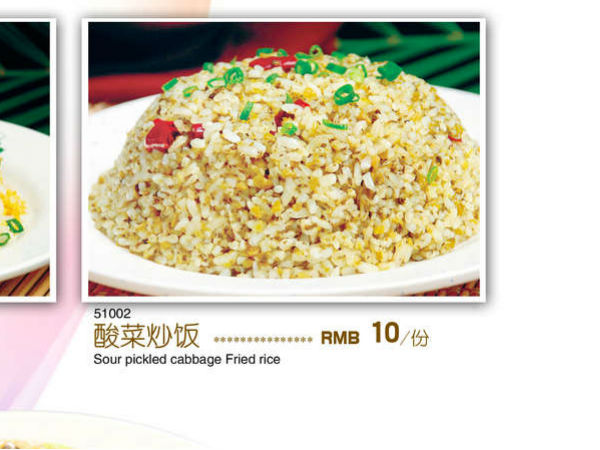 51002
酸菜炒饭 *************** RMB 10/份
Sour pickled cabbage Fried rice